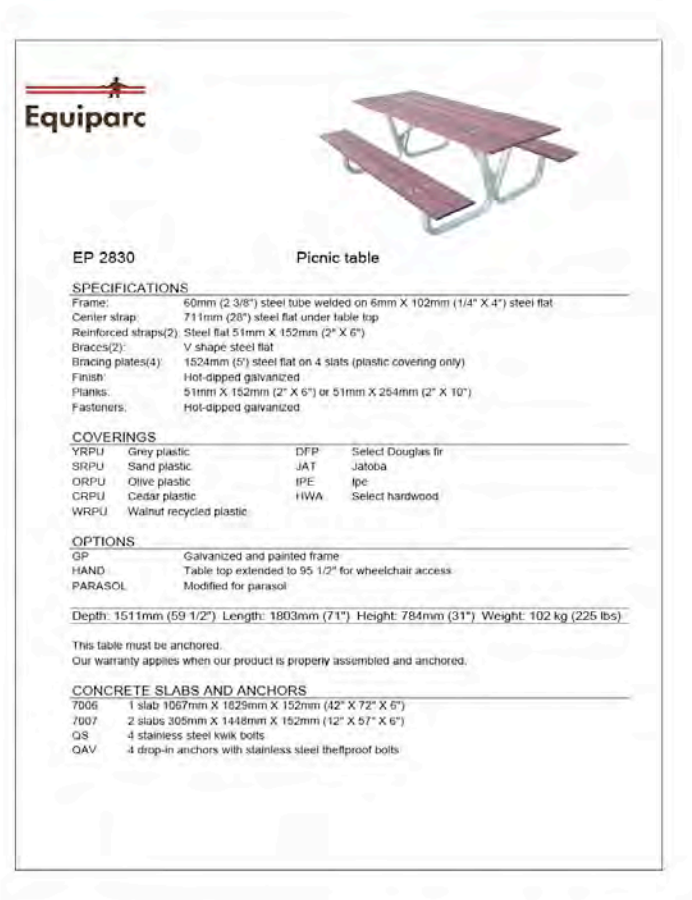 Equiparc
EP 2830 Picnic table
SPECIFICATIONS
Frame: 60mm (2 3/8") steel tube welded on 6mm X 102mm (1/4" X 4") steel flat
Center strap: 711mm (28") steel flat under table top
Reinforced straps(2): Steel flat 51mm X 152mm (2" X 6")
Braces(2): V shape steel flat
Bracing plates(4): 1524mm (5') steel flat on 4 slats (plastic covering only)
Finish: Hot-dipped galvanized
Planks: 51mm X 152mm (2" X 6") or 51mm X 254mm (2" X 10")
Fasteners: Hot-dipped galvanized
COVERINGS
YRPU Grey plastic DFP Select Douglas fir
SRPU Sand plastic JAT Jatoba
ORPU Olive plastic IPE Ipe
CRPU Cedar plastic HWA Select hardwood
WRPU Walnut recycled plastic
OPTIONS
GP Galvanized and painted frame
HAND Table top extended to 95 1/2" for wheelchair access
PARASOL Modified for parasol
Depth: 1511mm (59 1/2") Length: 1803mm (71") Height: 784mm (31") Weight: 102 kg (225 lbs)
This table must be anchored.
Our warranty applies when our product is properly assembled and anchored.
CONCRETE SLABS AND ANCHORS
7006 1 slab 1067mm X 1829mm X 152mm (42" X 72" X 6")
7007 2 slabs 305mm X 1448mm X 152mm (12" X 57" X 6")
QS 4 stainless steel kwik bolts
QAV 4 drop-in anchors with stainless steel theftproof bolts